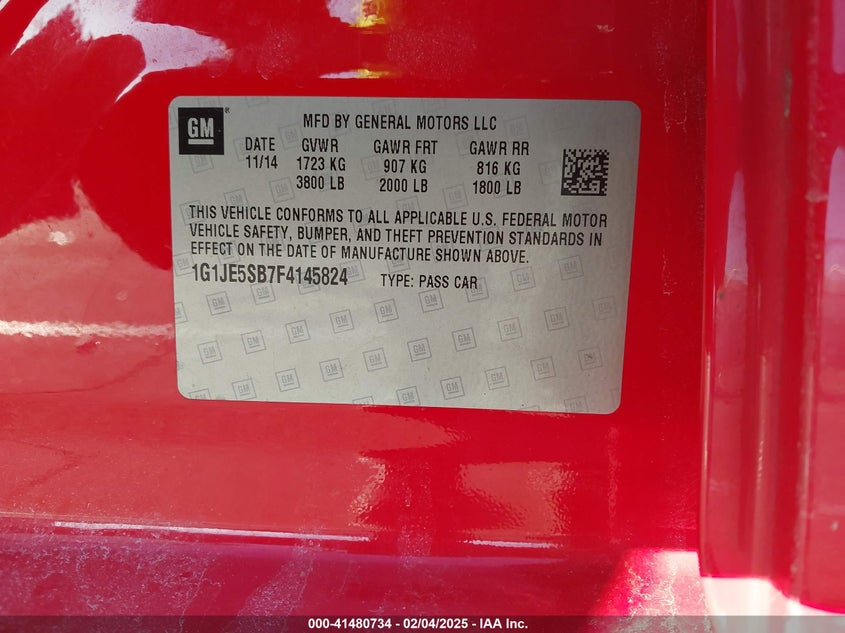 GM ®
MFD BY GENERAL MOTORS LLC
DATE GVWR GAWR FRT GAWR RR
11/14 1723 KG 907 KG 816 KG
3800 LB 2000 LB 1800 LB
THIS VEHICLE CONFORMS TO ALL APPLICABLE U.S. FEDERAL MOTOR
VEHICLE SAFETY, BUMPER, AND THEFT PREVENTION STANDARDS IN
EFFECT ON THE DATE OF MANUFACTURE SHOWN ABOVE.
1G1JE5SB7F4145824 TYPE: PASS CAR
000-41480734 - 02/04/2025 - IAA Inc.